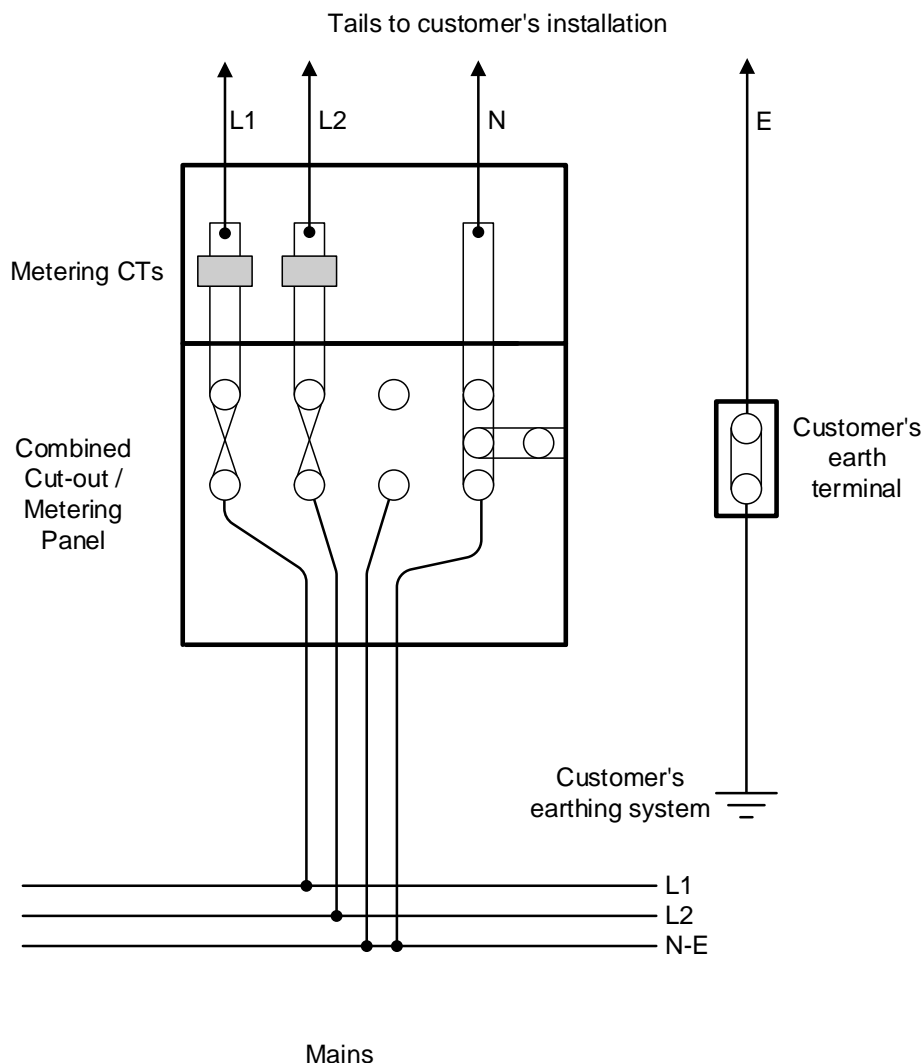 Tails to customer's installation
L1
L2
N
E
Metering CTs
Combined
Cut-out /
Metering
Panel
Customer's
earth
terminal
Customer's
earthing system
L1
L2
N-E
Mains